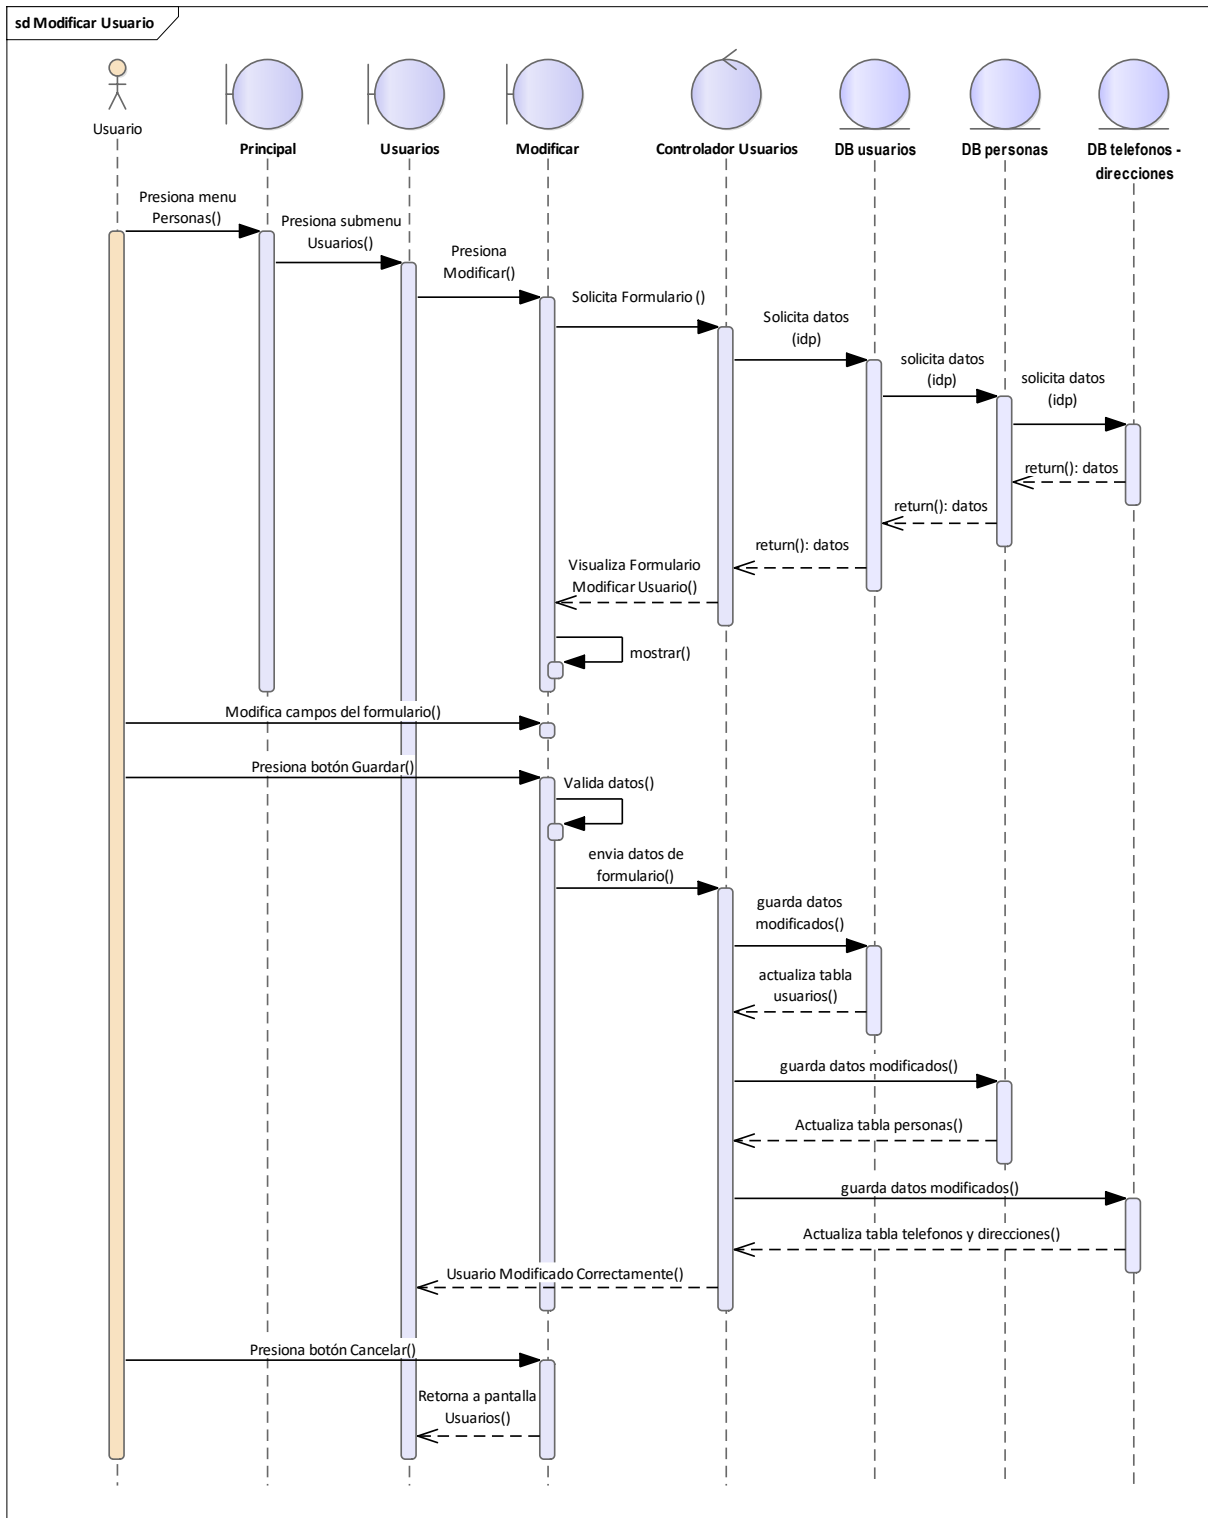 sd Modificar Usuario
Usuario
Principal
Usuarios
Modificar
Controlador Usuarios
DB usuarios
DB personas
DB telefonos -
direcciones
Presiona menu
Personas()
Presiona submenu
Usuarios()
Presiona
Modificar()
Solicita Formulario ()
Solicita datos
(idp)
solicita datos
(idp)
solicita datos
(idp)
return(): datos
return(): datos
return(): datos
Visualiza Formulario
Modificar Usuario()
mostrar()
Modifica campos del formulario()
Presiona botón Guardar()
Valida datos()
envia datos de
formulario()
guarda datos
modificados()
actualiza tabla
usuarios()
guarda datos modificados()
Actualiza tabla personas()
guarda datos modificados()
Actualiza tabla telefonos y direcciones()
Usuario Modificado Correctamente()
Presiona botón Cancelar()
Retorna a pantalla
Usuarios()